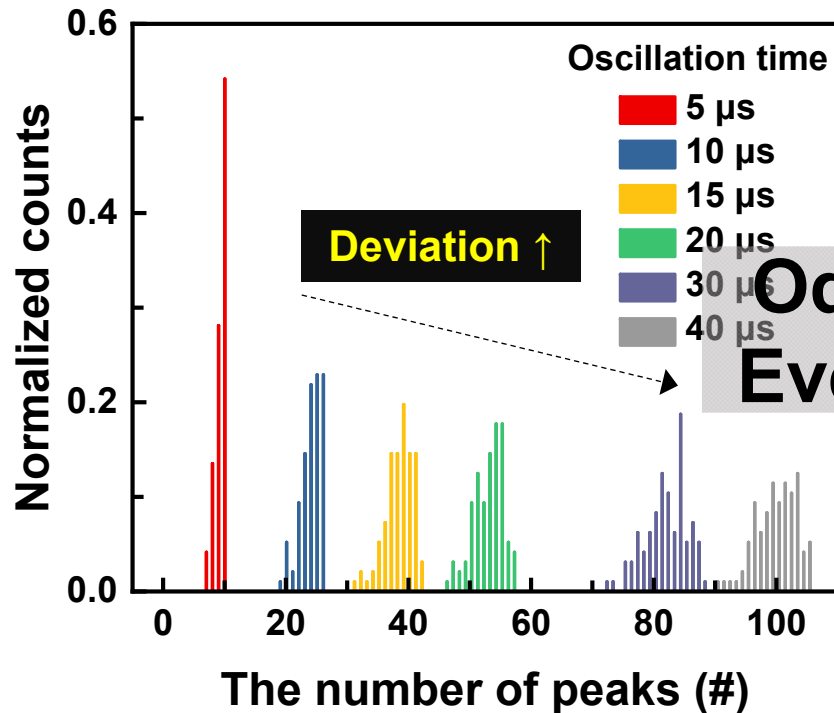 0.6
0.4
0.2
0.0
Normalized counts
Oscillation time
5 µs
10 µs
15 µs
20 µs
30 µs
40 µs
Deviation ↑
0 20 40 60 80 100
The number of peaks (#)